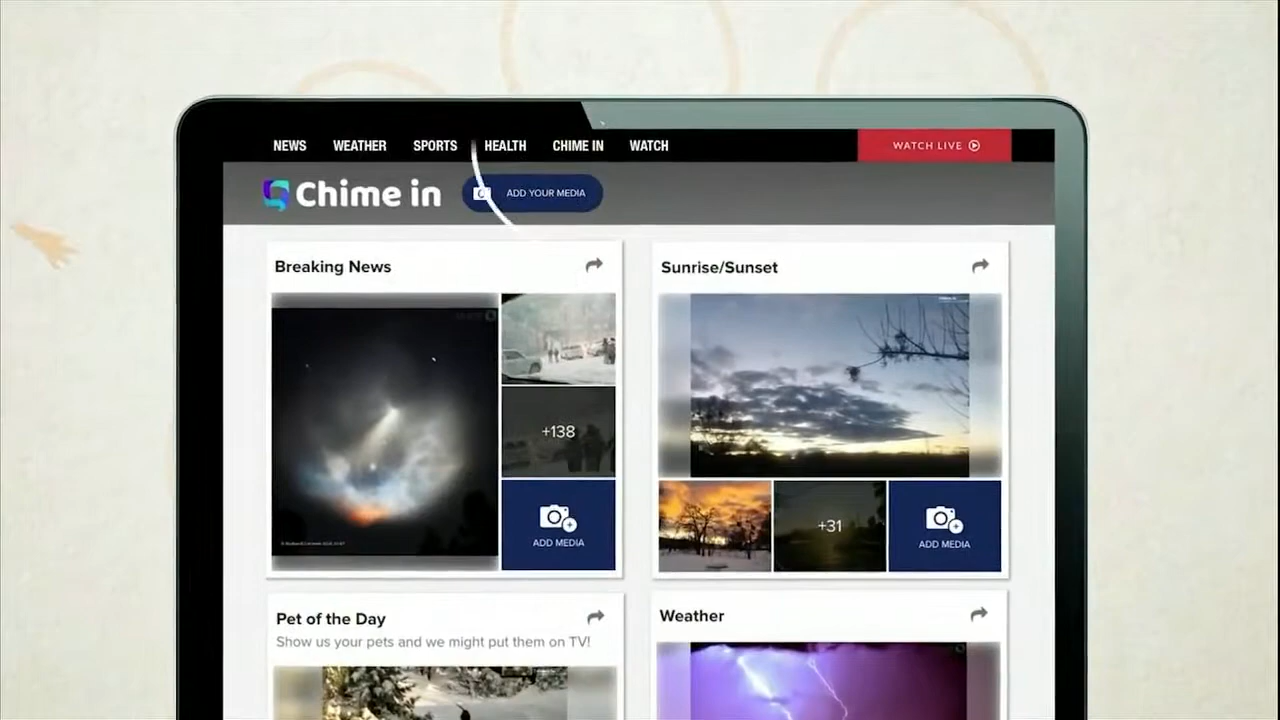 NEWS WEATHER SPORTS HEALTH CHIME IN WATCH WATCH LIVE
Chime in ADD YOUR MEDIA
Breaking News
+138
ADD MEDIA
Sunrise/Sunset
+31
ADD MEDIA
Pet of the Day
Show us your pets and we might put them on TV!
Weather